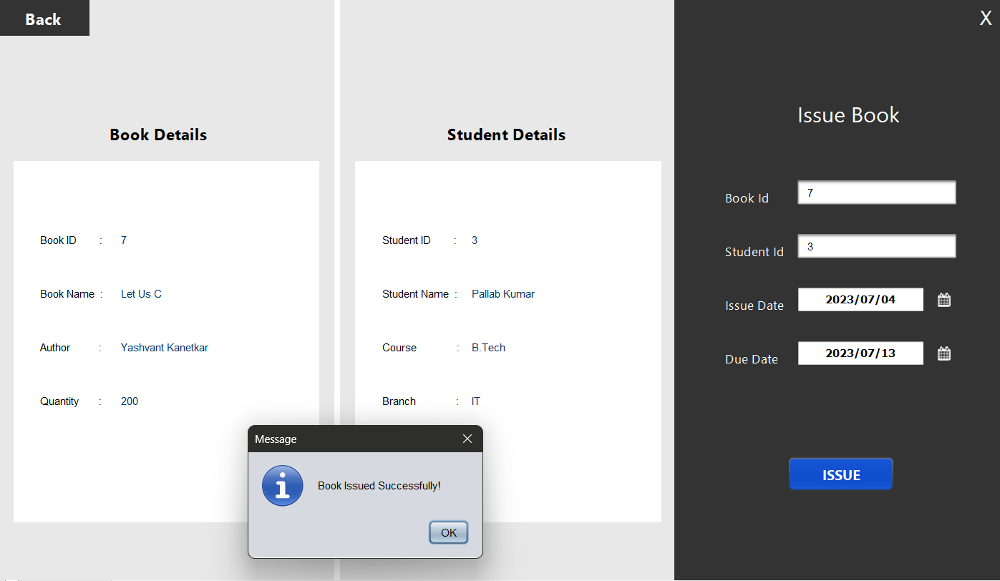 Back
X
Book Details
Book ID : 7
Book Name : Let Us C
Author : Yashvant Kanetkar
Quantity : 200
Student Details
Student ID : 3
Student Name : Pallab Kumar
Course : B.Tech
Branch : IT
Issue Book
Book Id 7
Student Id 3
Issue Date 2023/07/04
Due Date 2023/07/13
ISSUE
Message
Book Issued Successfully!
OK